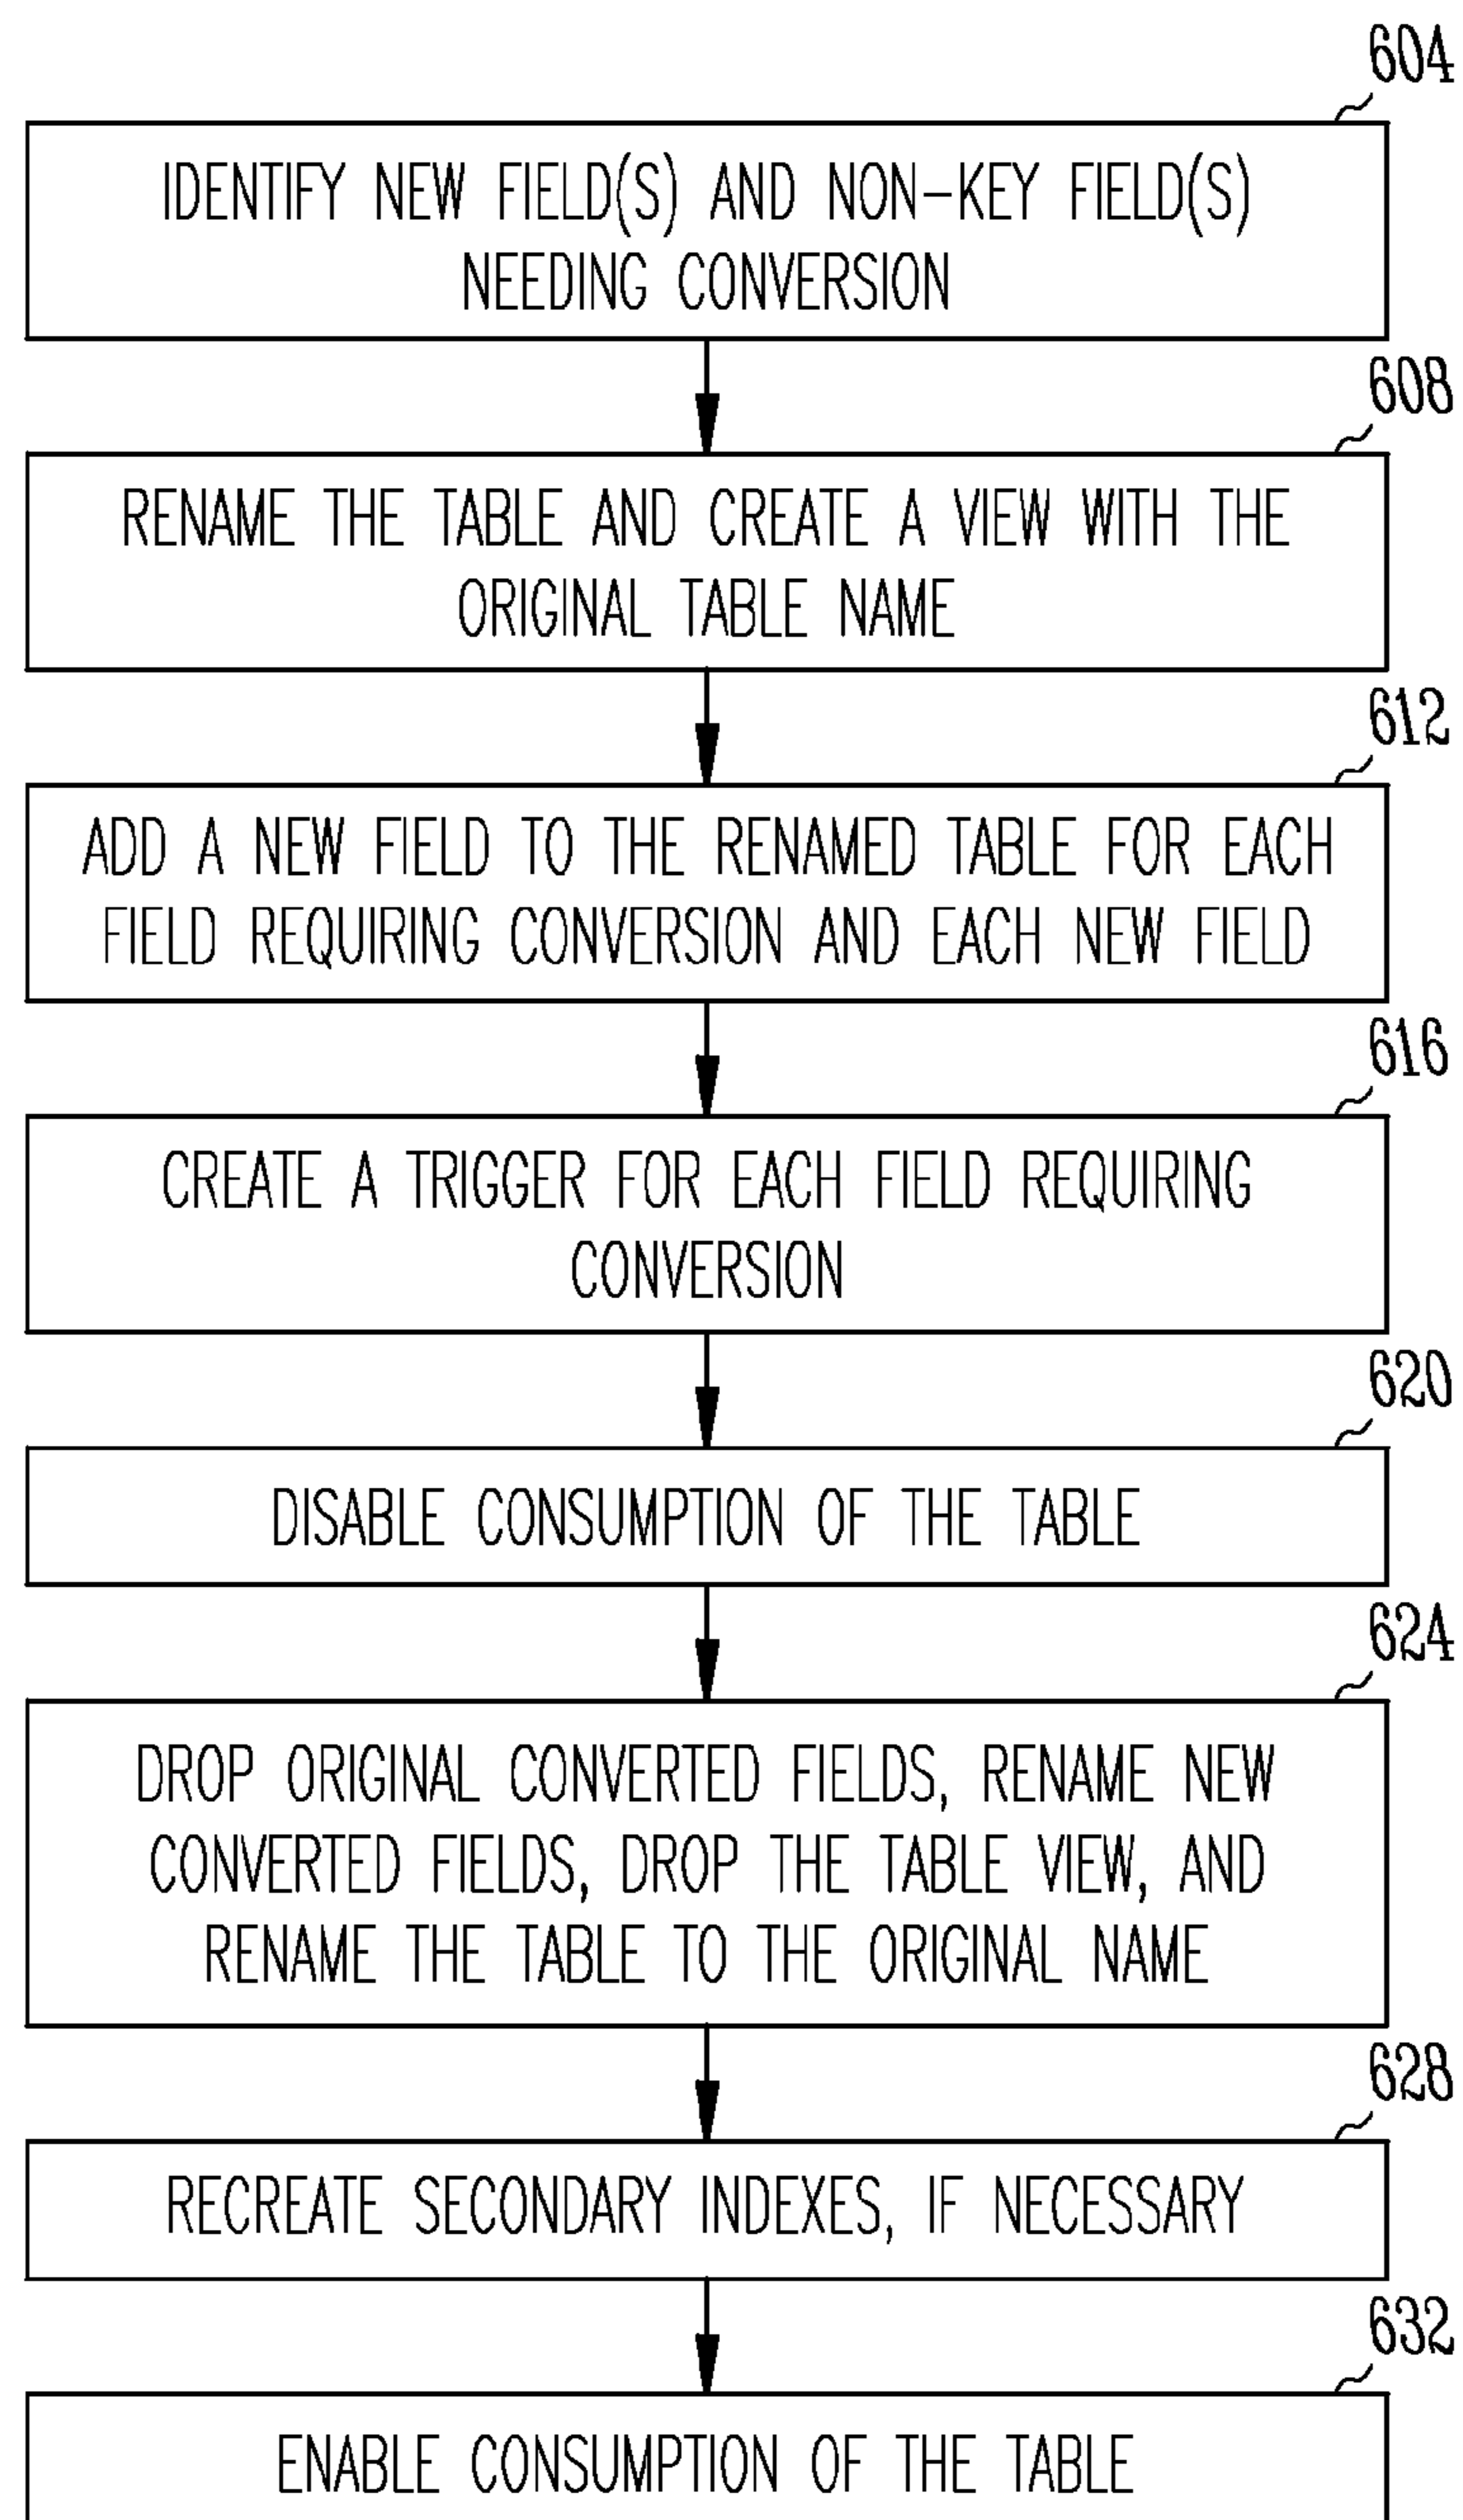 604
IDENTIFY NEW FIELD(S) AND NON-KEY FIELD(S)
NEEDING CONVERSION
608
RENAME THE TABLE AND CREATE A VIEW WITH THE
ORIGINAL TABLE NAME
612
ADD A NEW FIELD TO THE RENAMED TABLE FOR EACH
FIELD REQUIRING CONVERSION AND EACH NEW FIELD
616
CREATE A TRIGGER FOR EACH FIELD REQUIRING
CONVERSION
620
DISABLE CONSUMPTION OF THE TABLE
624
DROP ORIGINAL CONVERTED FIELDS, RENAME NEW
CONVERTED FIELDS, DROP THE TABLE VIEW, AND
RENAME THE TABLE TO THE ORIGINAL NAME
628
RECREATE SECONDARY INDEXES, IF NECESSARY
632
ENABLE CONSUMPTION OF THE TABLE